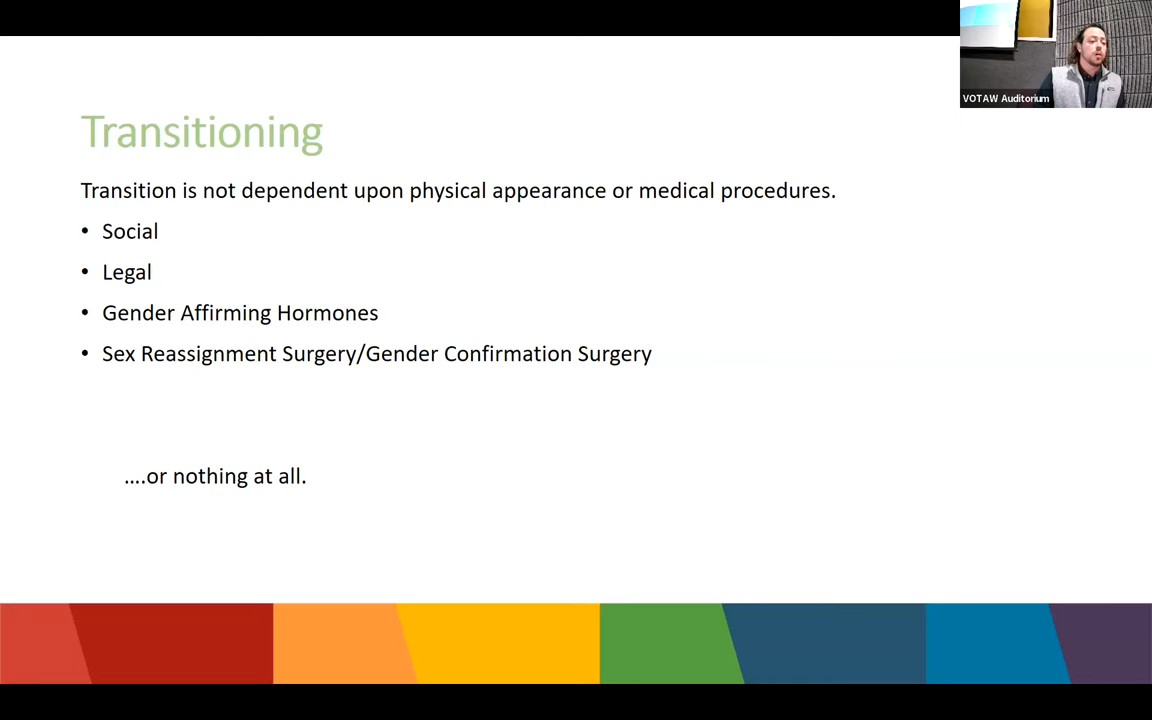 VOTAW Auditorium
Transitioning
Transition is not dependent upon physical appearance or medical procedures.
• Social
• Legal
• Gender Affirming Hormones
• Sex Reassignment Surgery/Gender Confirmation Surgery
....or nothing at all.